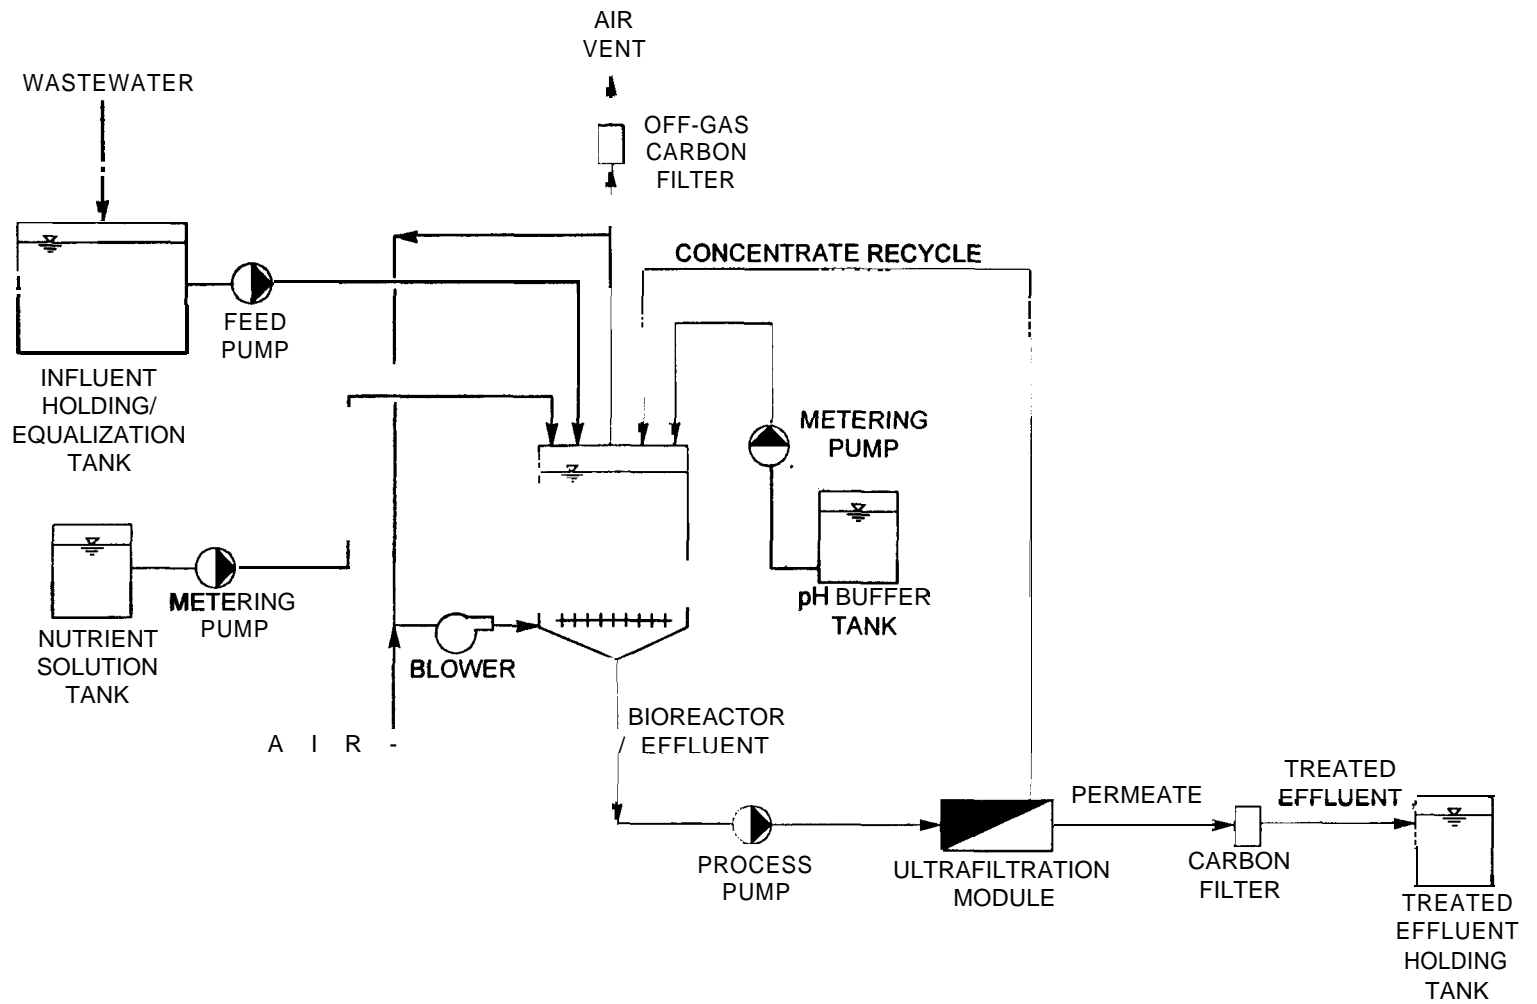 AIR
VENT
WASTEWATER
OFF-GAS
CARBON
FILTER
CONCENTRATE RECYCLE
FEED
PUMP
INFLUENT
HOLDING/
EQUALIZATION
TANK
METERING
PUMP
METERING
PUMP
pH BUFFER
TANK
NUTRIENT
SOLUTION
TANK
BLOWER
AIR-
BIOREACTOR
EFFLUENT
PERMEATE
TREATED
EFFLUENT
PROCESS
PUMP
ULTRAFILTRATION
MODULE
CARBON
FILTER
TREATED
EFFLUENT
HOLDING
TANK